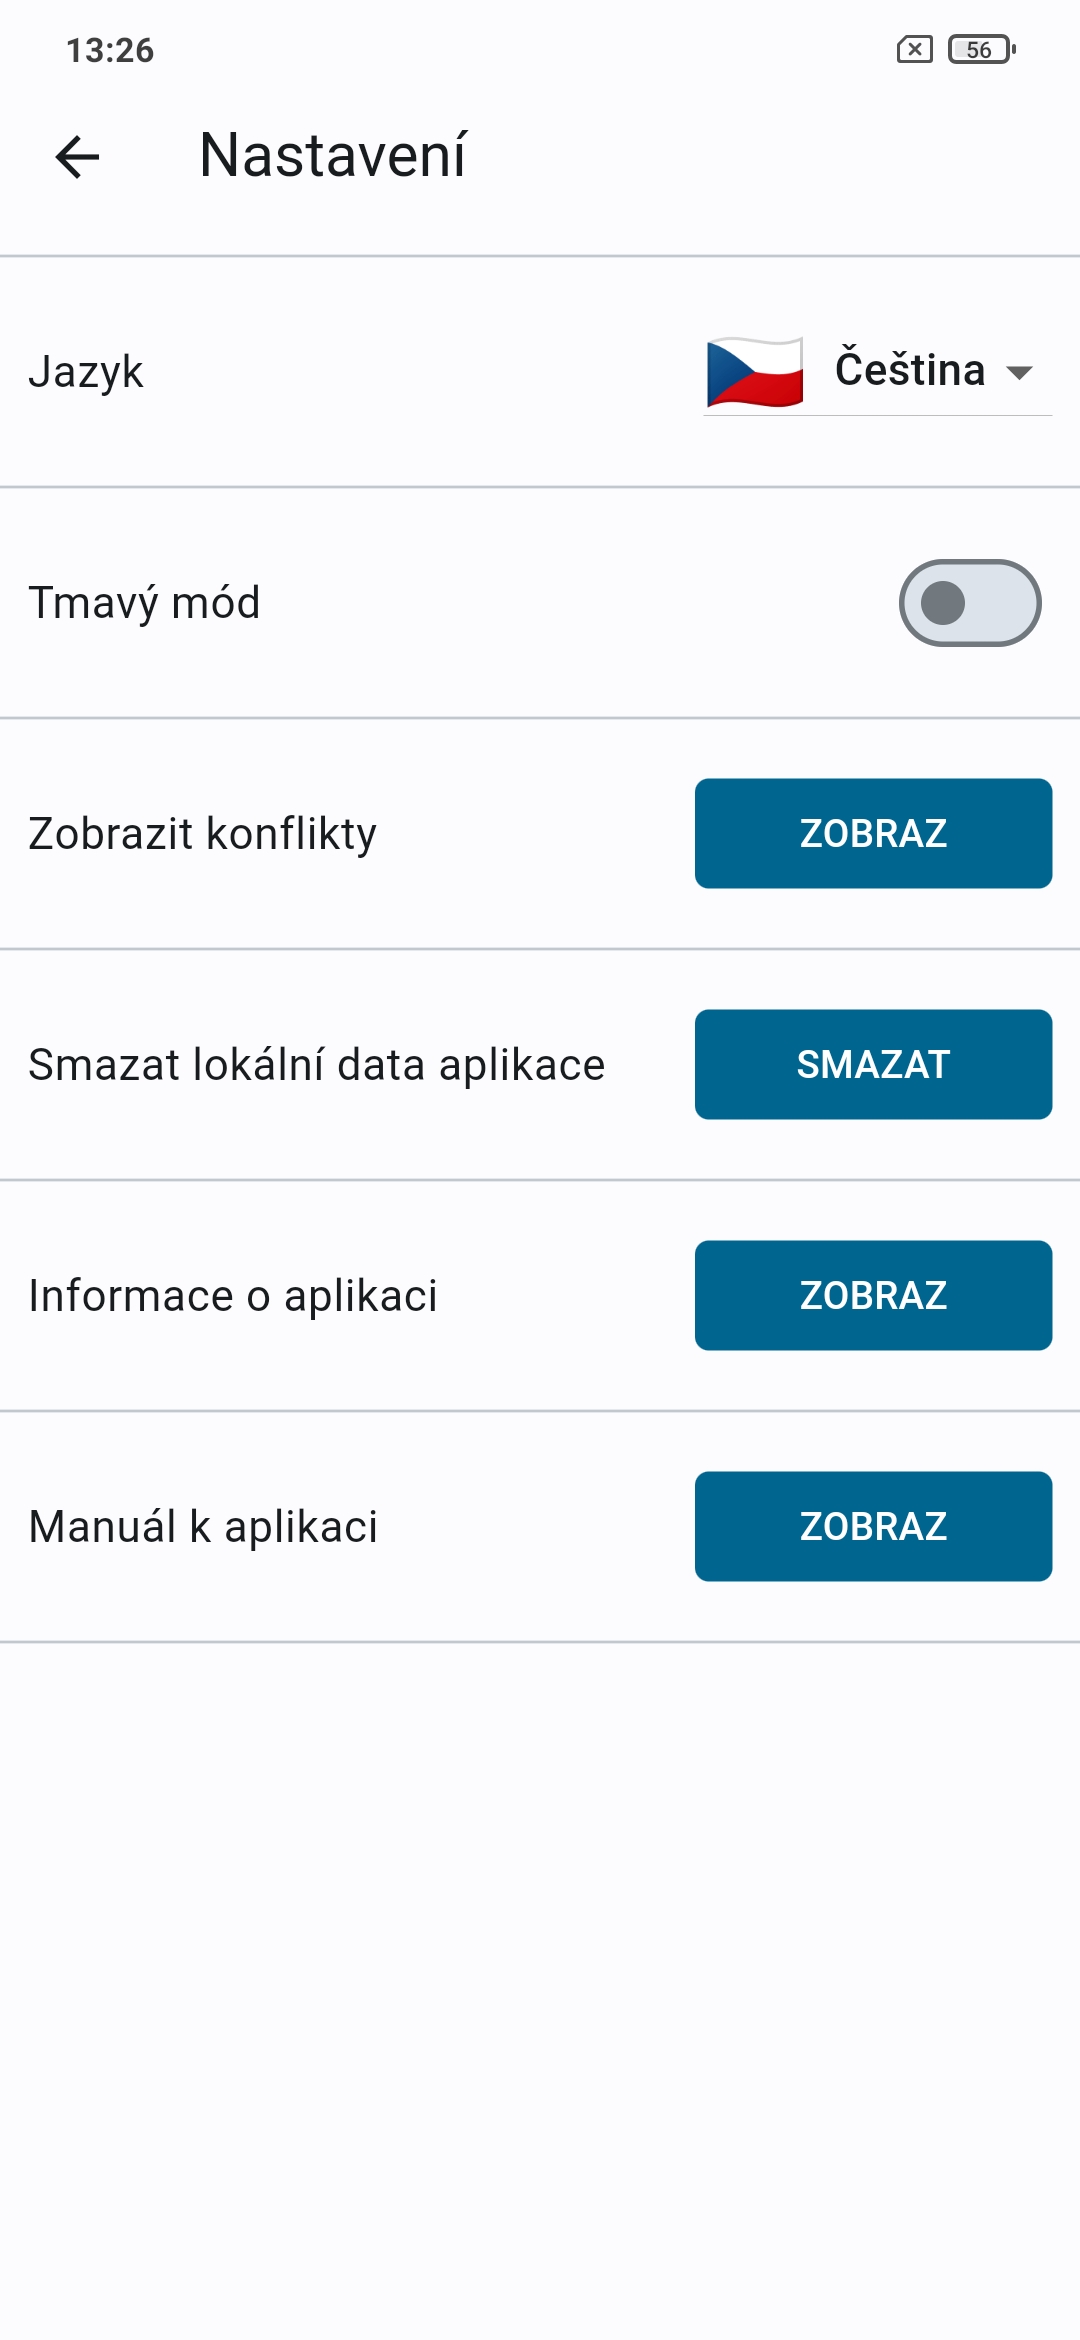 13:26
56
Nastavení
Jazyk
Čeština
Tmavý mód
Zobrazit konflikty
ZOBRAZ
Smazat lokální data aplikace
SMAZAT
Informace o aplikaci
ZOBRAZ
Manuál k aplikaci
ZOBRAZ